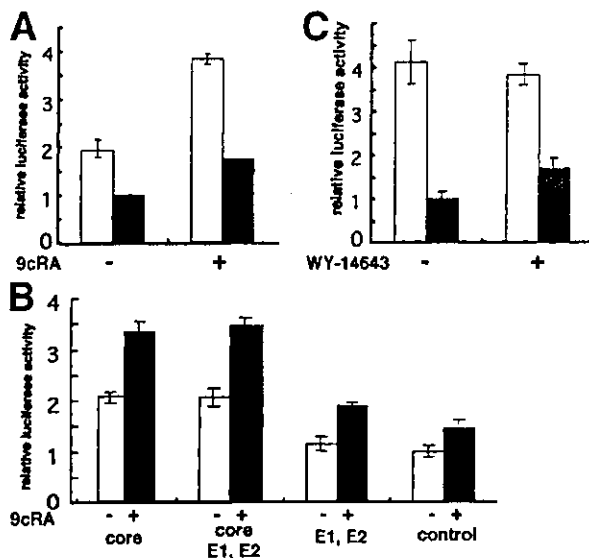 A
relative luciferase activity
4
3
2
1
0
9cRA - +
C
relative luciferase activity
4
3
2
1
0
WY-14643 - +
B
relative luciferase activity
4
3
2
1
0
9cRA - + - + - + - +
core core E1, E2 control
E1, E2